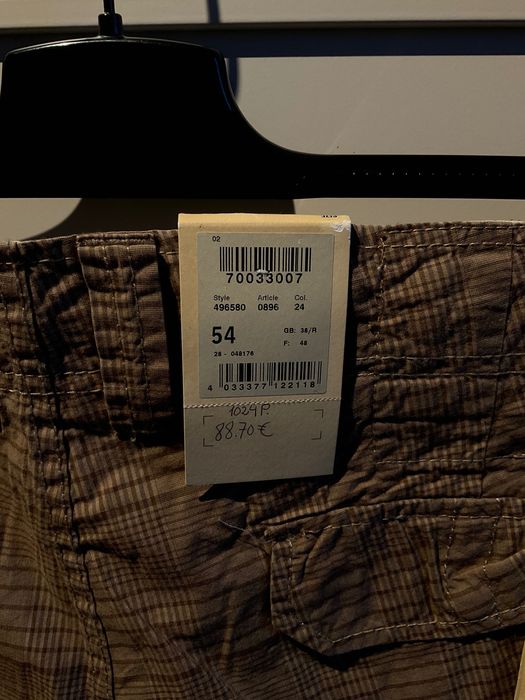 02
70033007
Style Article Col.
496580 0896 24
54 GB: 38/R
F: 48
28 - 048176
4 033377 122118
1024 P.
88.70 €